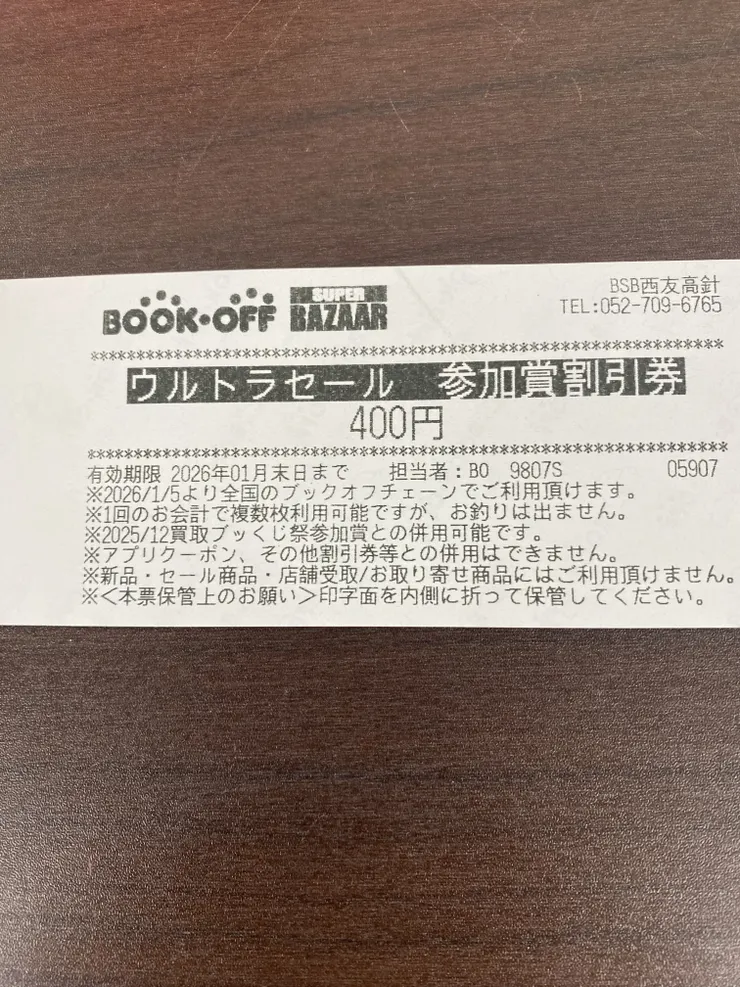 BOOK・OFF SUPER BAZAAR
BSB西友高針
TEL:052-709-6765
ウルトラセール 参加賞割引券
400円
有効期限 2026年01月末日まで 担当者:BO 9807S 05907
※2026/1/5より全国のブックオフチェーンでご利用頂けます。
※1回のお会計で複数枚利用可能ですが、お釣りは出ません。
※2025/12買取ブッくじ祭参加賞との併用可能です。
※アプリクーポン、その他割引券等との併用はできません。
※新品・セール商品・店舗受取/お取り寄せ商品にはご利用頂けません。
※<本票保管上のお願い>印字面を内側に折って保管してください。